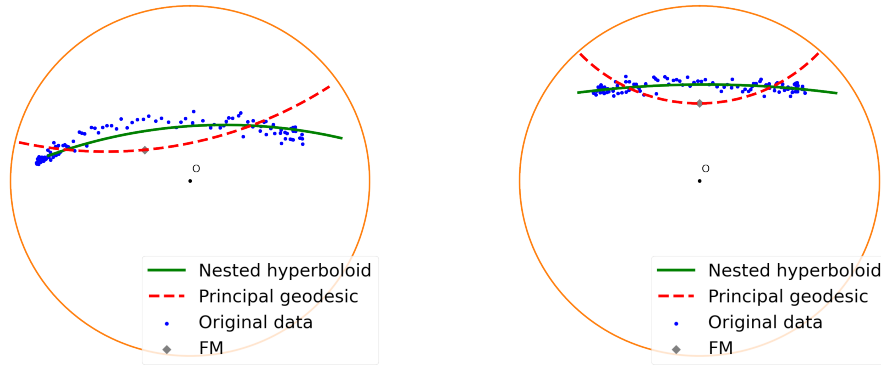 O
Nested hyperboloid
Principal geodesic
Original data
FM
O
Nested hyperboloid
Principal geodesic
Original data
FM